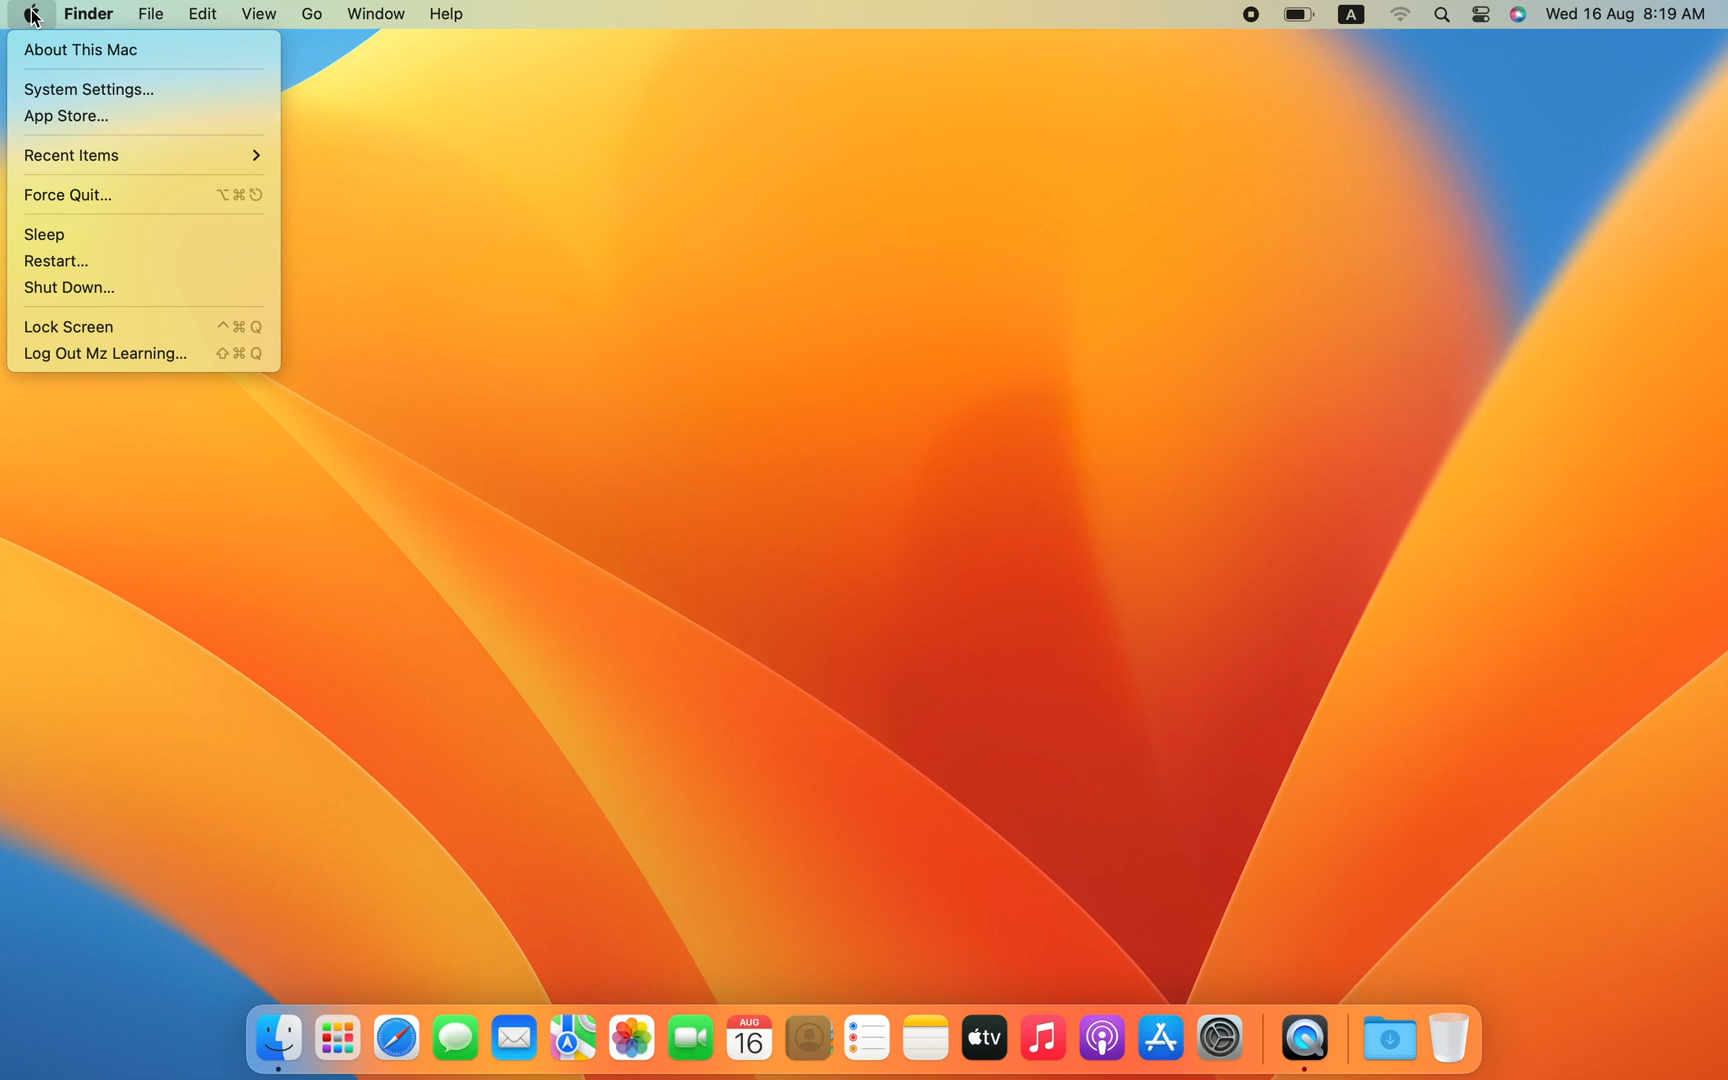 Finder File Edit View Go Window Help A Wed 16 Aug 8:19 AM
About This Mac
System Settings...
App Store...
Recent Items
Force Quit... ⌥⌘⎋
Sleep
Restart...
Shut Down...
Lock Screen ^⌘Q
Log Out Mz Learning... ⇧⌘Q
AUG
16
tv